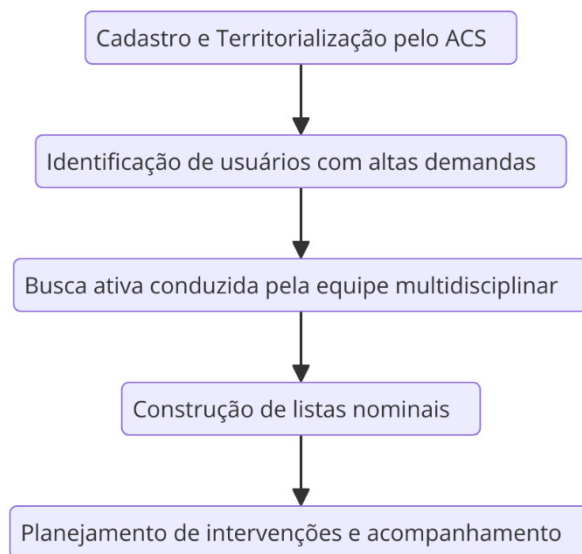 Cadastro e Territorialização pelo ACS
Identificação de usuários com altas demandas
Busca ativa conduzida pela equipe multidisciplinar
Construção de listas nominais
Planejamento de intervenções e acompanhamento